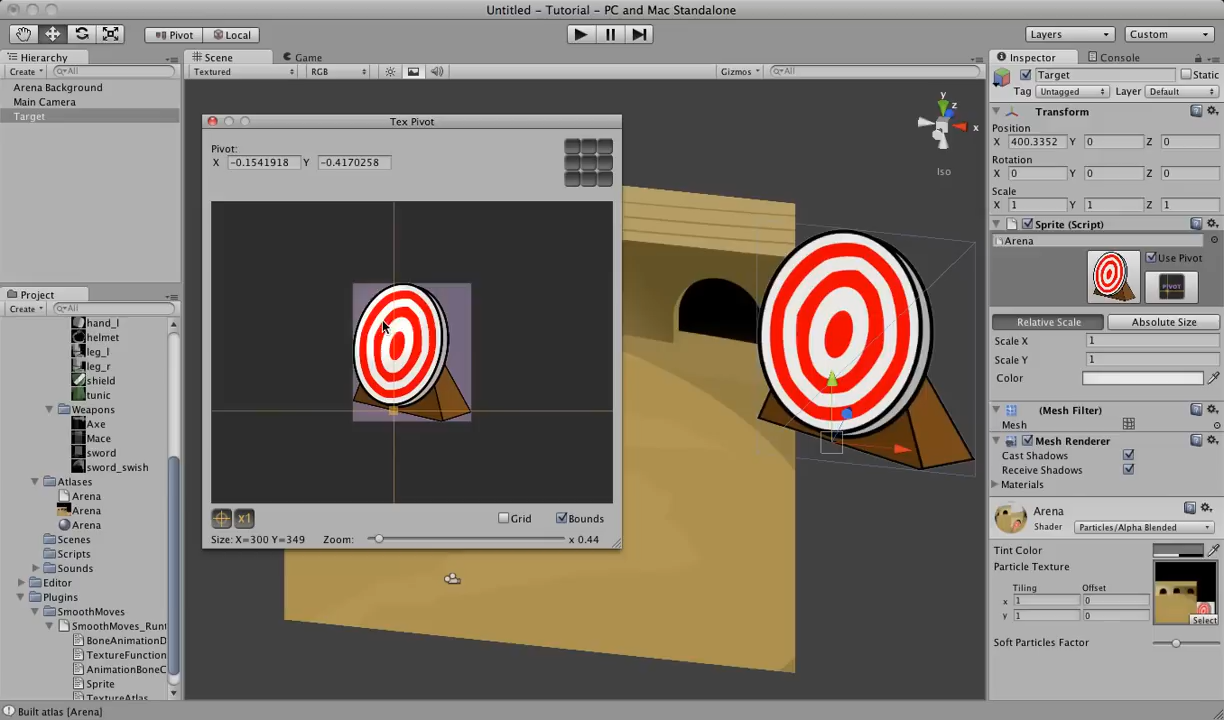 Untitled – Tutorial – PC and Mac Standalone
Pivot
Local
Layers
Custom
Hierarchy
Create
All
Arena Background
Main Camera
Target
Project
Create
All
hand_l
helmet
leg_l
leg_r
shield
tunic
Weapons
Axe
Mace
sword
sword_swish
Atlases
Arena
Arena
Arena
Scenes
Scripts
Sounds
Editor
Plugins
SmoothMoves
SmoothMoves_Runt
BoneAnimationD
TextureFunction
AnimationBoneC
Sprite
TextureAtlas
Scene
Game
Textured
RGB
Gizmos
All
y
z
x
Iso
Tex Pivot
Pivot:
X -0.1541918 Y -0.4170258
x1
Grid
Bounds
Size: X=300 Y=349
Zoom:
x 0.44
Inspector
Console
Target
Static
Tag Untagged
Layer Default
Transform
Position
X 400.3352 Y 0 Z 0
Rotation
X 0 Y 0 Z 0
Scale
X 1 Y 1 Z 1
Sprite (Script)
Arena
Use Pivot
PIVOT
Relative Scale
Absolute Size
Scale X 1
Scale Y 1
Color
(Mesh Filter)
Mesh
Mesh Renderer
Cast Shadows
Receive Shadows
Materials
Arena
Shader Particles/Alpha Blended
Tint Color
Particle Texture
Tiling Offset
x 1 0
y 1 0
Select
Soft Particles Factor
Built atlas [Arena]